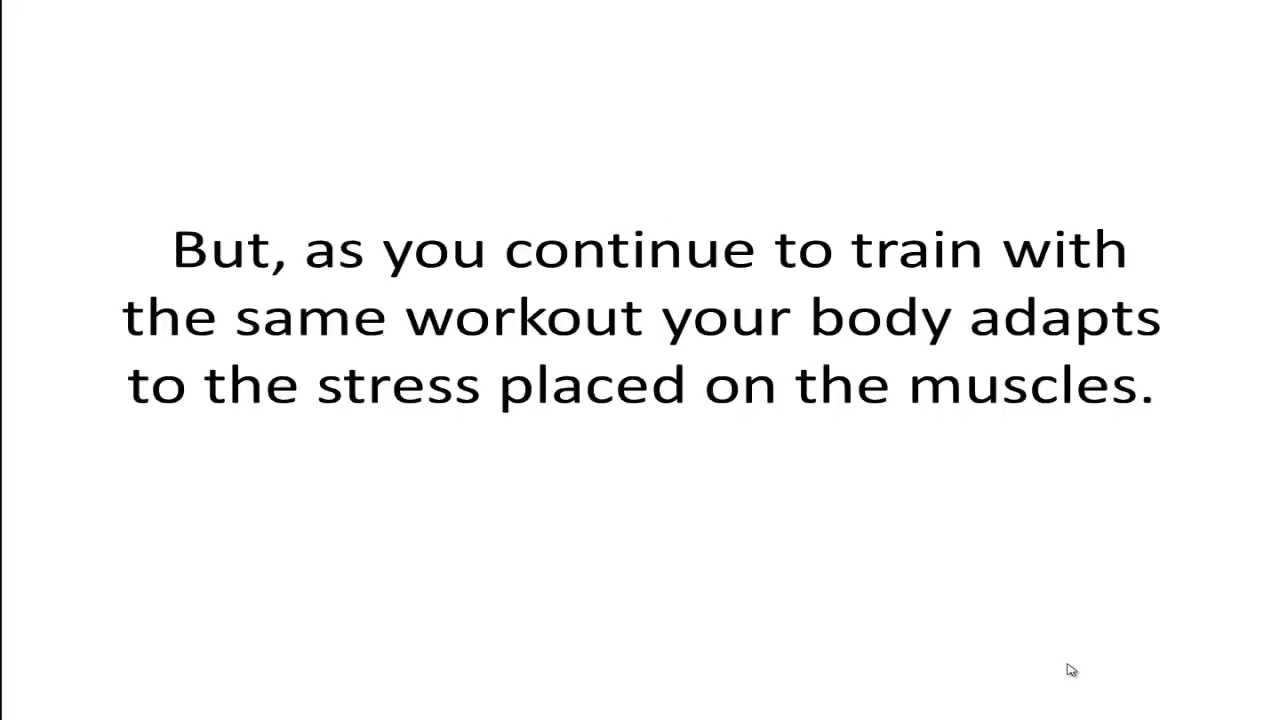 But, as you continue to train with
the same workout your body adapts
to the stress placed on the muscles.